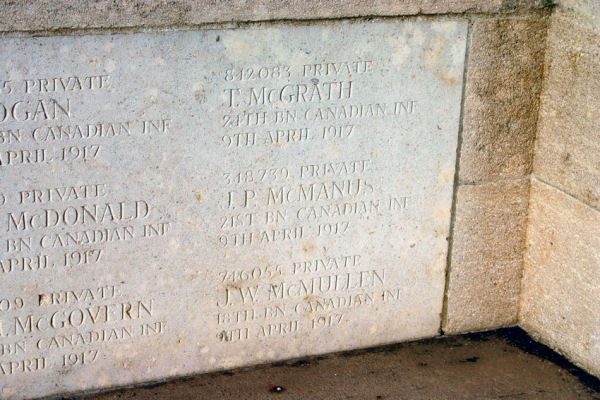 5 PRIVATE
OGAN
BN CANADIAN INF
APRIL 1917
9 PRIVATE
McDONALD
BN CANADIAN INF
APRIL 1917
09 PRIVATE
McGOVERN
BN CANADIAN INF
APRIL 1917
842083 PRIVATE
T. McGRATH
24TH BN CANADIAN INF
9TH APRIL 1917
348739 PRIVATE
J.P. McMANUS
21ST BN CANADIAN INF
9TH APRIL 1917
PRIVATE
J.W. McMULLEN
18TH BN CANADIAN INF
9TH APRIL 1917